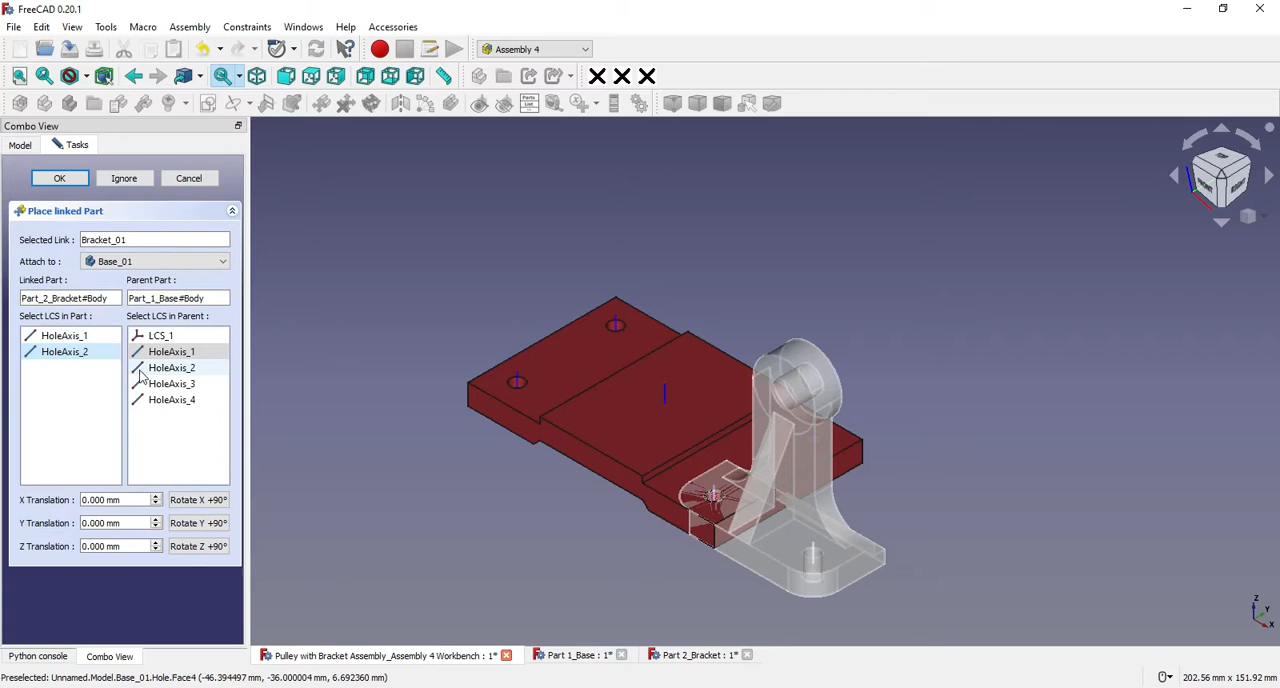 FreeCAD 0.20.1
File Edit View Tools Macro Assembly Constraints Windows Help Accessories
Assembly 4
Parts List
Combo View
Model Tasks
OK Ignore Cancel
Place linked Part
Selected Link : Bracket_01
Attach to : Base_01
Linked Part : Parent Part :
Part_2_Bracket#Body Part_1_Base#Body
Select LCS in Part : Select LCS in Parent :
HoleAxis_1 LCS_1
HoleAxis_2 HoleAxis_1
HoleAxis_2
HoleAxis_3
HoleAxis_4
X Translation : 0.000 mm Rotate X +90°
Y Translation : 0.000 mm Rotate Y +90°
Z Translation : 0.000 mm Rotate Z +90°
FRONT RIGHT
Z
Y
X
Python console Combo View
Pulley with Bracket Assembly_Assembly 4 Workbench : 1* Part 1_Base : 1* Part 2_Bracket : 1*
Preselected: Unnamed.Model.Base_01.Hole.Face4 (-46.394497 mm, -36.000004 mm, 6.692360 mm) 202.56 mm x 151.92 mm